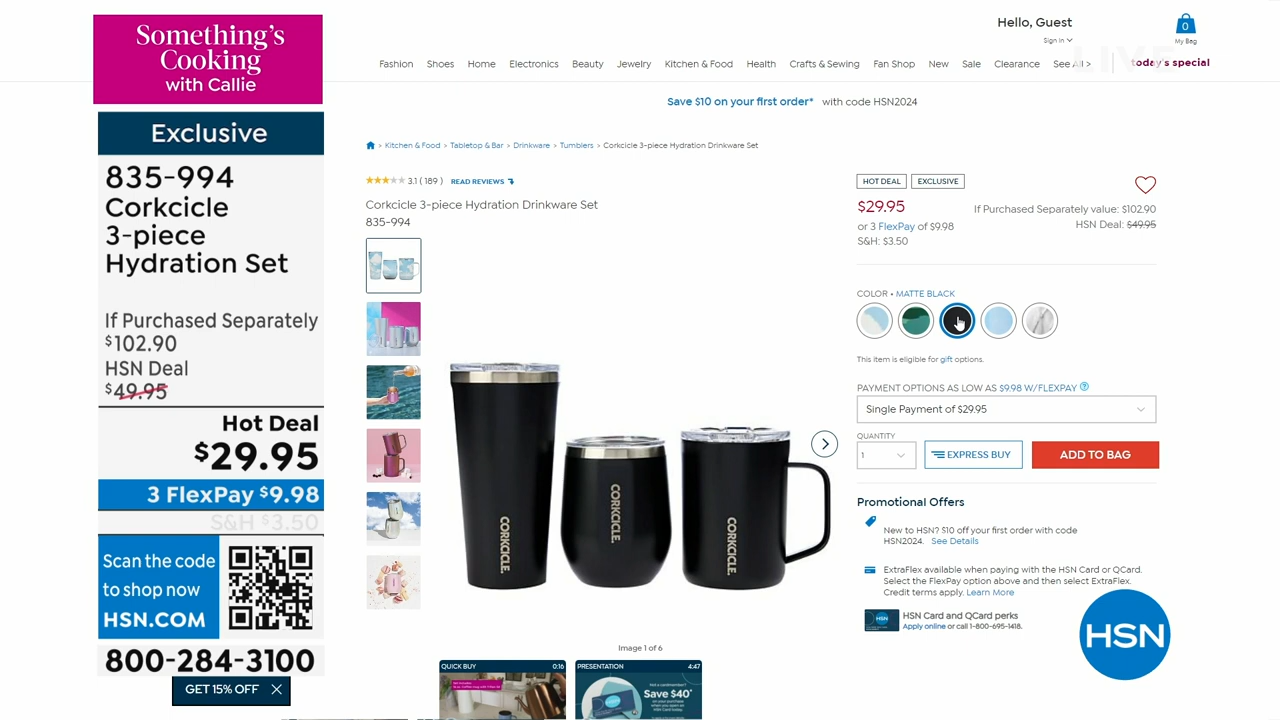 Something's
Cooking
with Callie
Exclusive
835-994
Corkcicle
3-piece
Hydration Set
If Purchased Separately
$102.90
HSN Deal
$49.95
Hot Deal
$29.95
3 FlexPay $9.98
S&H $3.50
Scan the code
to shop now
HSN.COM
800-284-3100
GET 15% OFF
Hello, Guest
Sign In
0
My Bag
LIVE
Fashion Shoes Home Electronics Beauty Jewelry Kitchen & Food Health Crafts & Sewing Fan Shop New Sale Clearance See All > today's special
Save $10 on your first order* with code HSN2024
> Kitchen & Food > Tabletop & Bar > Drinkware > Tumblers > Corkcicle 3-piece Hydration Drinkware Set
3.1 ( 189 ) READ REVIEWS
Corkcicle 3-piece Hydration Drinkware Set
835-994
CORKCICLE.
CORKCICLE.
CORKCICLE.
Image 1 of 6
QUICK BUY 0:16
PRESENTATION 4:47
Save $40*
HOT DEAL EXCLUSIVE
$29.95 If Purchased Separately value: $102.90
or 3 FlexPay of $9.98 HSN Deal: $49.95
S&H: $3.50
COLOR • MATTE BLACK
This item is eligible for gift options.
PAYMENT OPTIONS AS LOW AS $9.98 W/FLEXPAY ?
Single Payment of $29.95
QUANTITY
1
EXPRESS BUY
ADD TO BAG
Promotional Offers
New to HSN? $10 off your first order with code
HSN2024. See Details
ExtraFlex available when paying with the HSN Card or QCard.
Select the FlexPay option above and then select ExtraFlex.
Credit terms apply. Learn More
HSN
HSN Card and QCard perks
Apply online or call 1-800-695-1418.
HSN